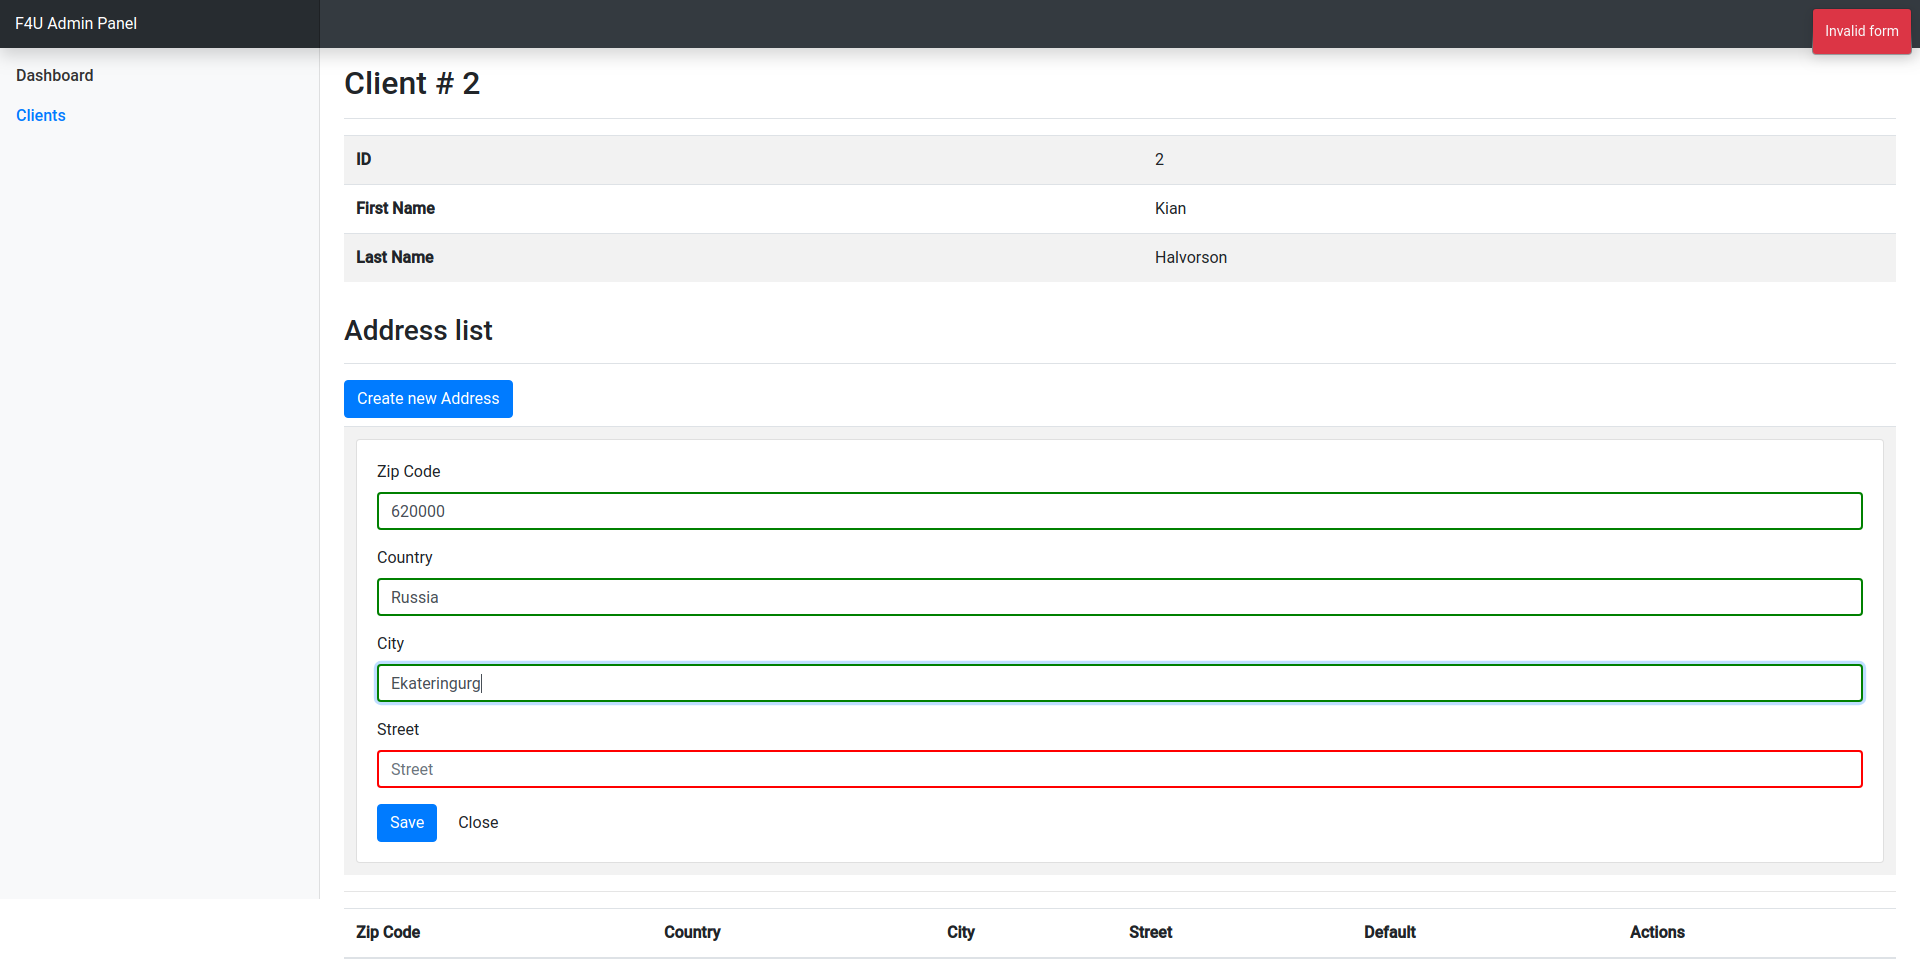 F4U Admin Panel
Invalid form
Dashboard
Clients
Client # 2
ID 2
First Name Kian
Last Name Halvorson
Address list
Create new Address
Zip Code
620000
Country
Russia
City
Ekateringurg
Street
Street
Save Close
Zip Code Country City Street Default Actions